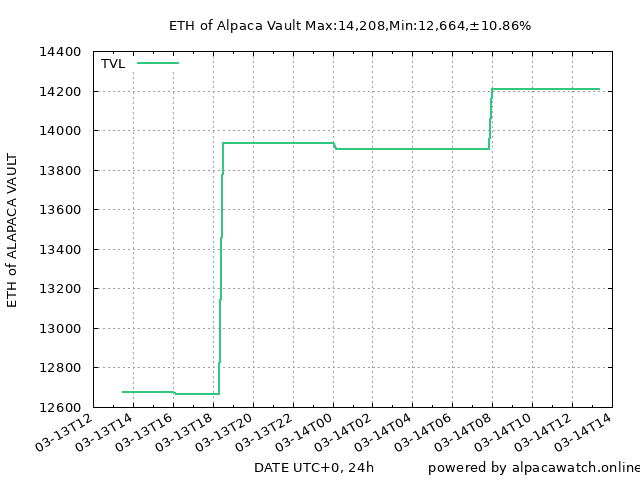 ETH of Alpaca Vault Max:14,208,Min:12,664,±10.86%
14400
TVL
14200
14000
13800
13600
13400
13200
13000
12800
12600
ETH of ALAPACA VAULT
03-13T12
03-13T14
03-13T16
03-13T18
03-13T20
03-13T22
03-14T00
03-14T02
03-14T04
03-14T06
03-14T08
03-14T10
03-14T12
03-14T14
DATE UTC+0, 24h
powered by alpacawatch.online